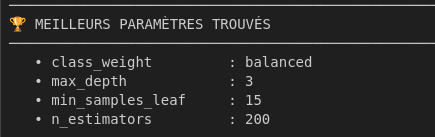 🏆 MEILLEURS PARAMÈTRES TROUVÉS
• class_weight : balanced
• max_depth : 3
• min_samples_leaf : 15
• n_estimators : 200